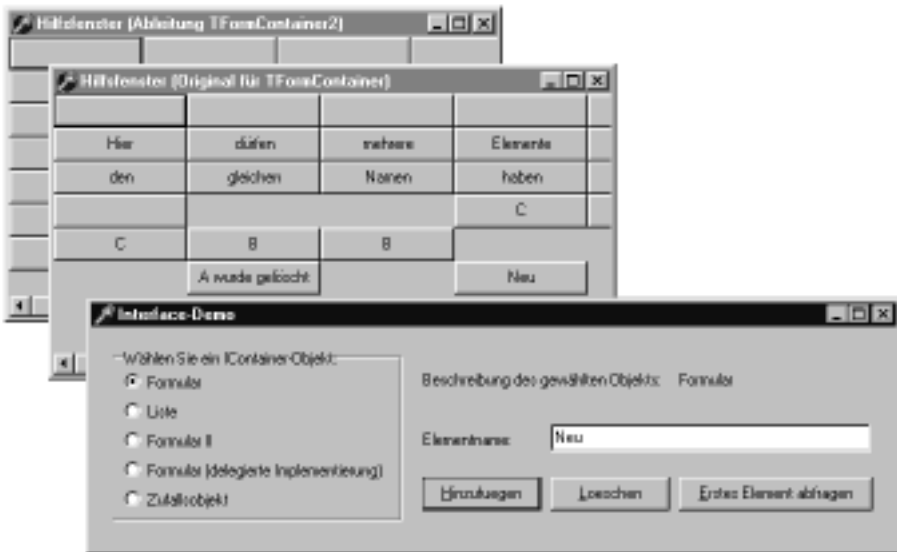 Hilfsfenster (Ableitung TFormContainer2)
Hilfsfenster (Original für TFormContainer)
Hier dürfen mehrere Elemente
den gleichen Namen haben
C
C B B
A wurde gelöscht Neu
Interface-Demo
Wählen Sie ein IContainer-Objekt:
Formular
Liste
Formular II
Formular (delegierte Implementierung)
Zufallsobjekt
Beschreibung des gewählten Objekts: Formular
Elementname: Neu
Hinzufuegen Loeschen Erstes Element abfragen